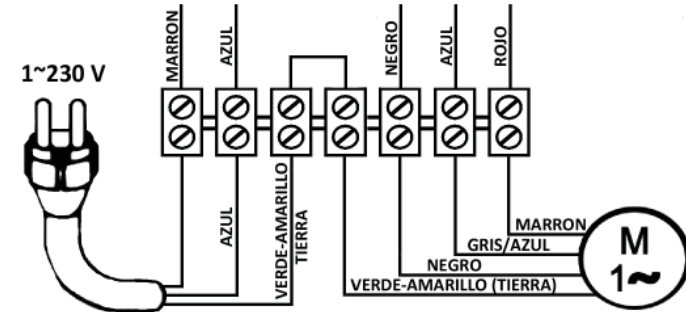 MARRON
AZUL
NEGRO
AZUL
ROJO
1~230 V
AZUL
VERDE-AMARILLO
TIERRA
MARRON
GRIS/AZUL
NEGRO
VERDE-AMARILLO (TIERRA)
M
1~